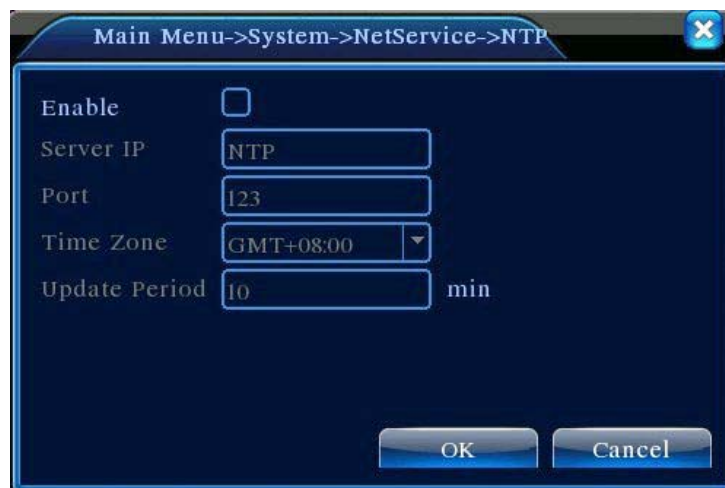 Main Menu->System->NetService->NTP
Enable
Server IP NTP
Port 123
Time Zone GMT+08:00
Update Period 10 min
OK Cancel